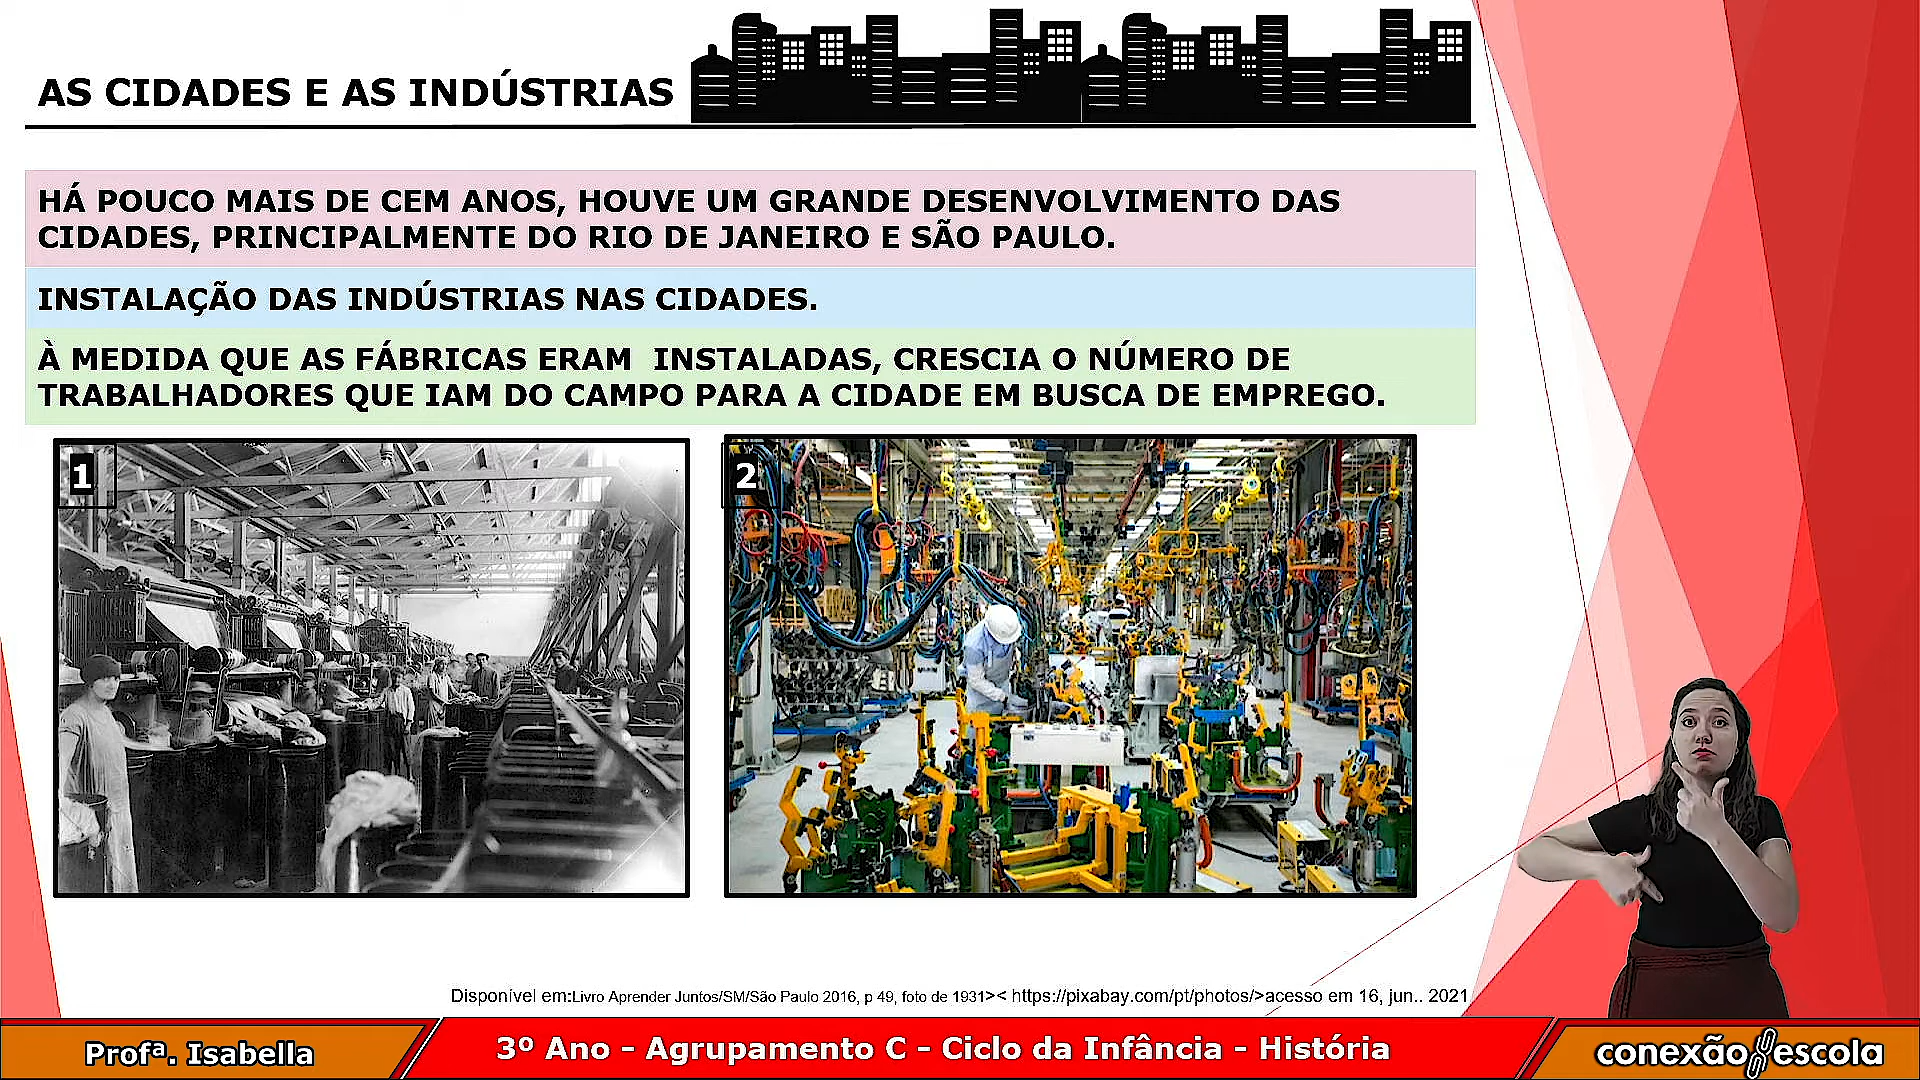 AS CIDADES E AS INDÚSTRIAS
HÁ POUCO MAIS DE CEM ANOS, HOUVE UM GRANDE DESENVOLVIMENTO DAS
CIDADES, PRINCIPALMENTE DO RIO DE JANEIRO E SÃO PAULO.
INSTALAÇÃO DAS INDÚSTRIAS NAS CIDADES.
À MEDIDA QUE AS FÁBRICAS ERAM INSTALADAS, CRESCIA O NÚMERO DE
TRABALHADORES QUE IAM DO CAMPO PARA A CIDADE EM BUSCA DE EMPREGO.
1
2
Disponível em:Livro Aprender Juntos/SM/São Paulo 2016, p 49, foto de 1931>< https://pixabay.com/pt/photos/>acesso em 16, jun.. 2021
Profª. Isabella
3º Ano - Agrupamento C - Ciclo da Infância - História
conexão escola